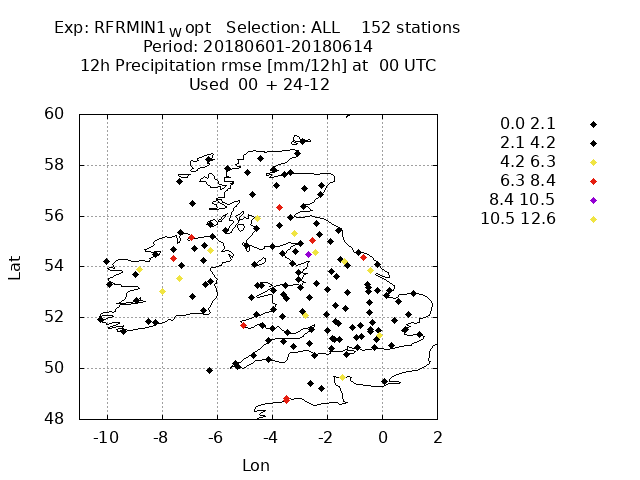 Exp: RFRMIN1 W opt Selection: ALL 152 stations
Period: 20180601-20180614
12h Precipitation rmse [mm/12h] at 00 UTC
Used 00 + 24-12
0.0 2.1
2.1 4.2
4.2 6.3
6.3 8.4
8.4 10.5
10.5 12.6
60
58
56
54
52
50
48
Lat
-10 -8 -6 -4 -2 0 2
Lon